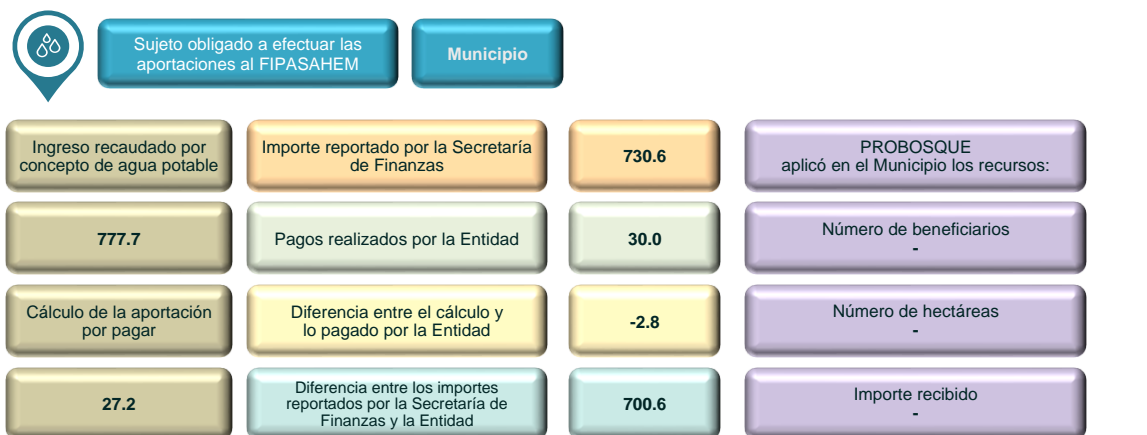 Sujeto obligado a efectuar las
aportaciones al FIPASAHEM
Municipio
Ingreso recaudado por
concepto de agua potable
Importe reportado por la Secretaría
de Finanzas
730.6
PROBOSQUE
aplicó en el Municipio los recursos:
777.7
Pagos realizados por la Entidad
30.0
Número de beneficiarios
-
Cálculo de la aportación
por pagar
Diferencia entre el cálculo y
lo pagado por la Entidad
-2.8
Número de hectáreas
-
27.2
Diferencia entre los importes
reportados por la Secretaría de
Finanzas y la Entidad
700.6
Importe recibido
-